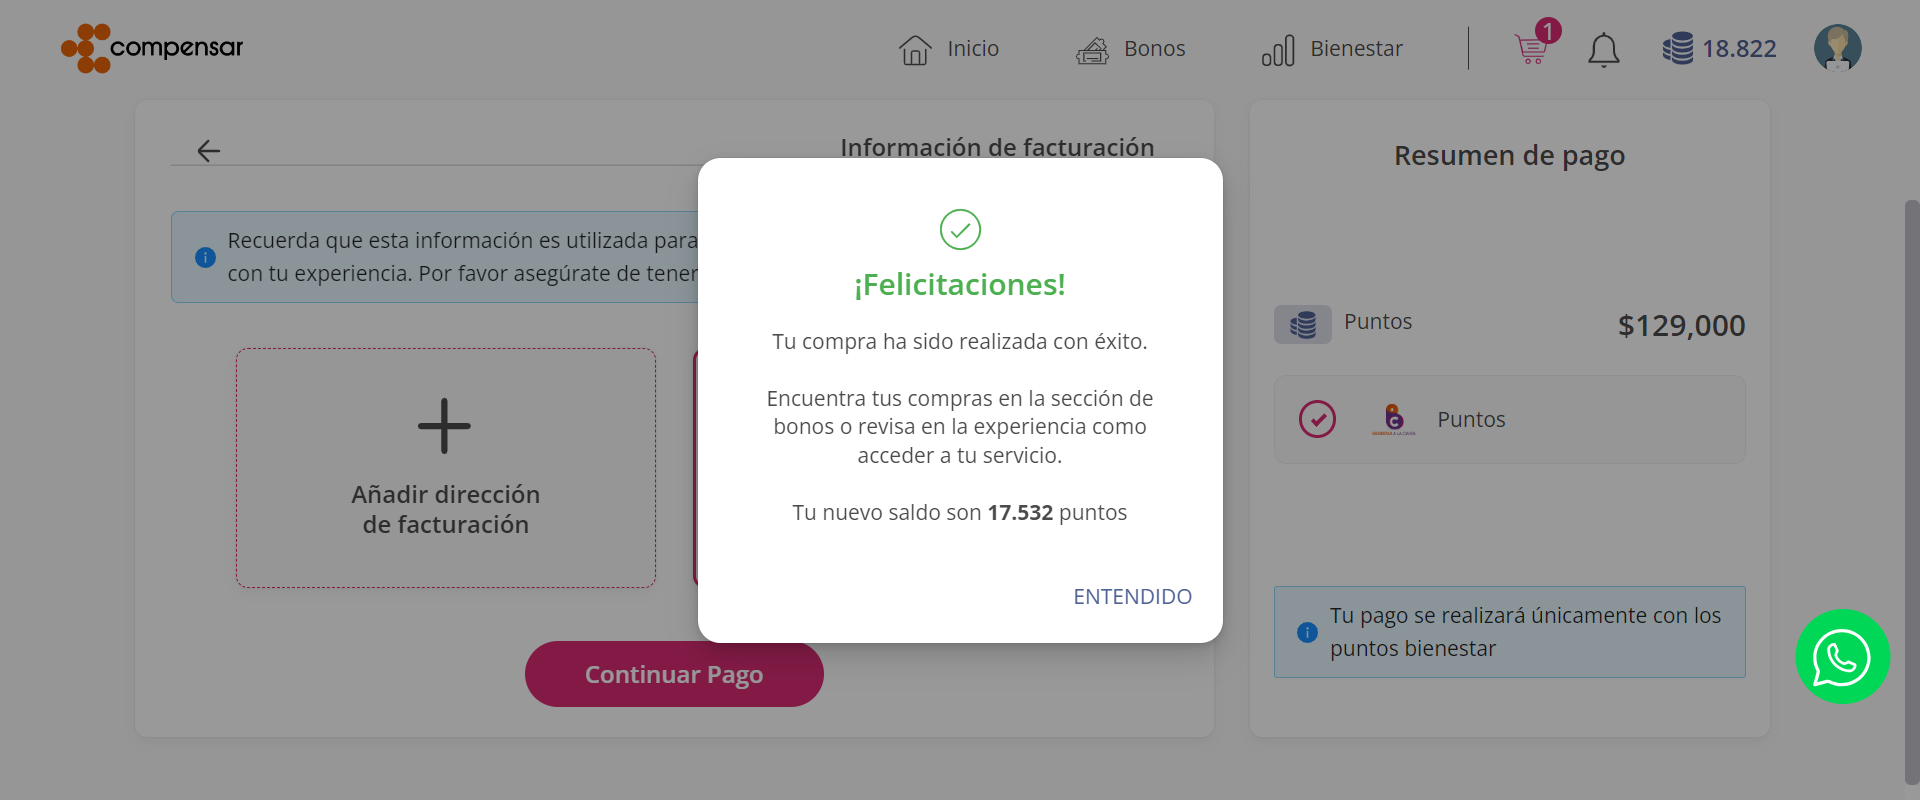 compensar
Inicio
Bonos
Bienestar
1
18.822
Información de facturación
Recuerda que esta información es utilizada para
con tu experiencia. Por favor asegúrate de tener
Añadir dirección
de facturación
Continuar Pago
¡Felicitaciones!
Tu compra ha sido realizada con éxito.
Encuentra tus compras en la sección de
bonos o revisa en la experiencia como
acceder a tu servicio.
Tu nuevo saldo son 17.532 puntos
ENTENDIDO
Resumen de pago
Puntos
$129,000
Puntos
Tu pago se realizará únicamente con los
puntos bienestar